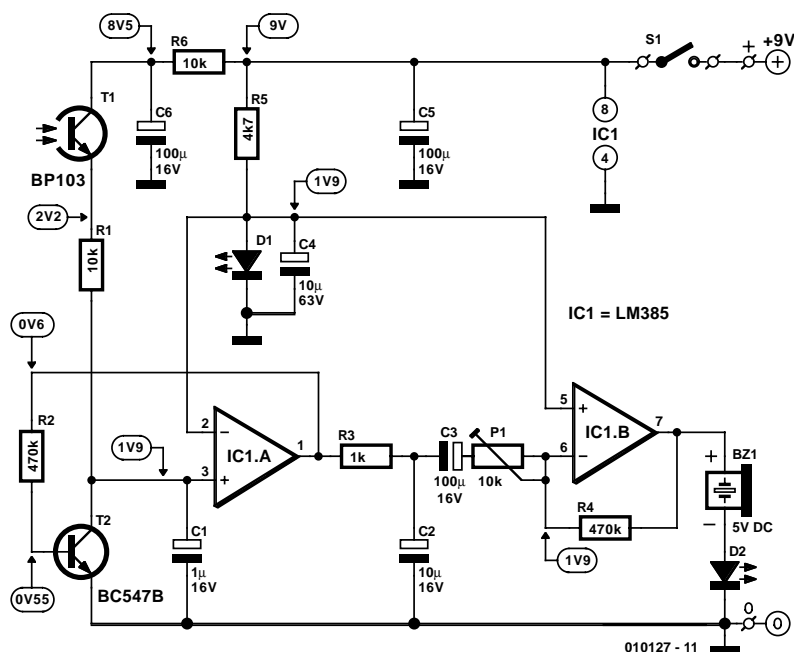 8V5
9V
R6
10k
S1
+
+9V
T1
C6
100µ
16V
R5
4k7
C5
100µ
16V
8
IC1
4
BP103
1V9
2V2
R1
10k
D1
C4
10µ
63V
IC1 = LM385
0V6
R2
470k
2
IC1.A
1
3
+
−
R3
1k
C3
100µ
16V
P1
10k
5
+
IC1.B
7
6
−
+
BZ1
−
5V DC
R4
470k
1V9
1V9
T2
C1
1µ
16V
C2
10µ
16V
D2
0V55
BC547B
0
0
010127 - 11